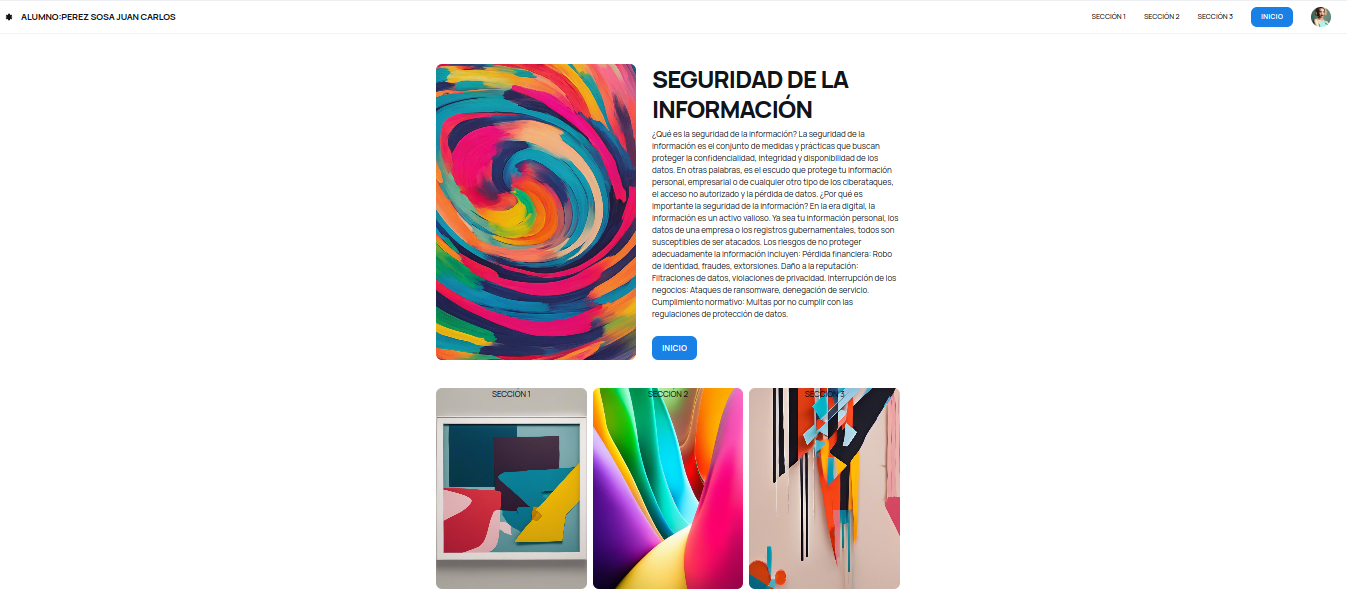 ALUMNO:PEREZ SOSA JUAN CARLOS
SECCIÓN 1
SECCIÓN 2
SECCIÓN 3
INICIO
SEGURIDAD DE LA
INFORMACIÓN
¿Qué es la seguridad de la información? La seguridad de la
información es el conjunto de medidas y prácticas que buscan
proteger la confidencialidad, integridad y disponibilidad de los
datos. En otras palabras, es el escudo que protege tu información
personal, empresarial o de cualquier otro tipo de los ciberataques,
el acceso no autorizado y la pérdida de datos. ¿Por qué es
importante la seguridad de la información? En la era digital, la
información es un activo valioso. Ya sea tu información personal, los
datos de una empresa o los registros gubernamentales, todos son
susceptibles de ser atacados. Los riesgos de no proteger
adecuadamente la información incluyen: Pérdida financiera: Robo
de identidad, fraudes, extorsiones. Daño a la reputación:
Filtraciones de datos, violaciones de privacidad. Interrupción de los
negocios: Ataques de ransomware, denegación de servicio.
Cumplimiento normativo: Multas por no cumplir con las
regulaciones de protección de datos.
INICIO
SECCIÓN 1
SECCIÓN 2
SECCIÓN 3